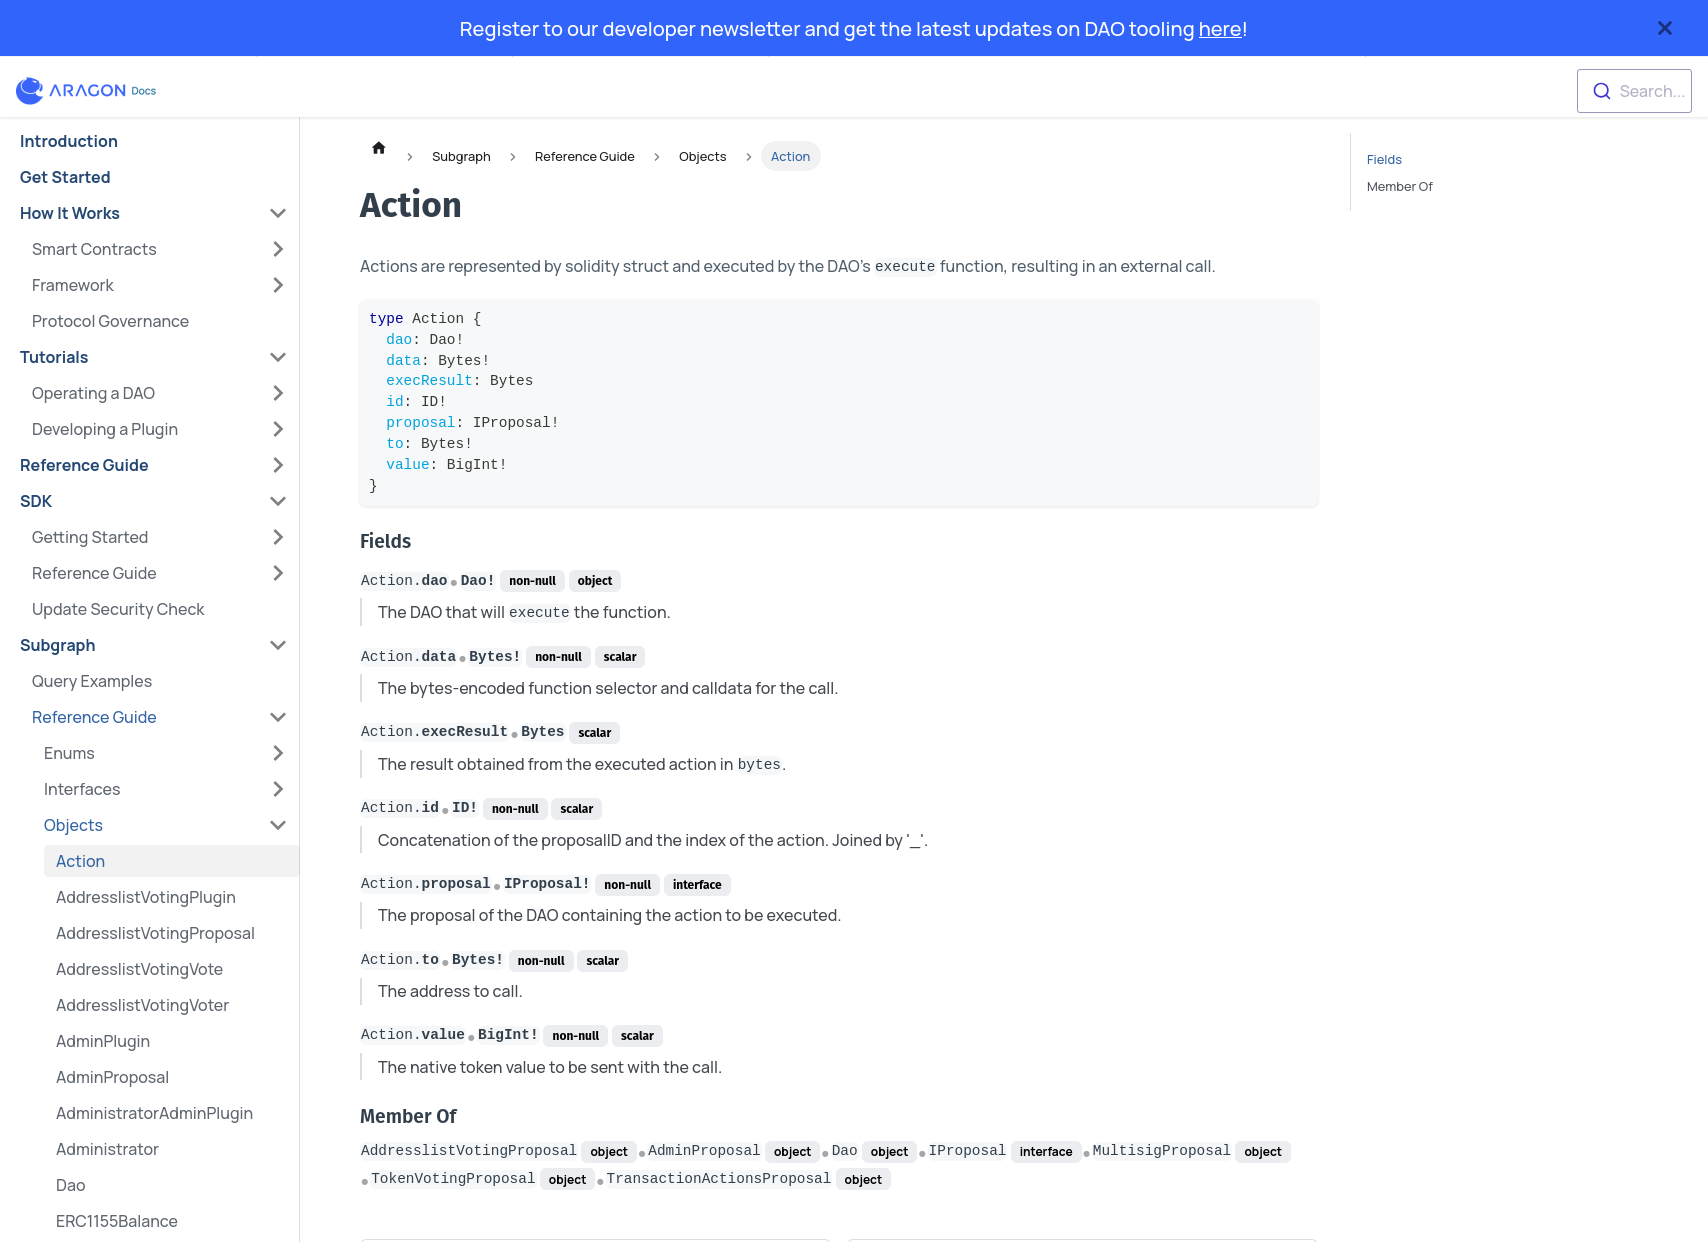 Register to our developer newsletter and get the latest updates on DAO tooling here!
ARAGON Docs
Search...
Introduction
Get Started
How It Works
Smart Contracts
Framework
Protocol Governance
Tutorials
Operating a DAO
Developing a Plugin
Reference Guide
SDK
Getting Started
Reference Guide
Update Security Check
Subgraph
Query Examples
Reference Guide
Enums
Interfaces
Objects
Action
AddresslistVotingPlugin
AddresslistVotingProposal
AddresslistVotingVote
AddresslistVotingVoter
AdminPlugin
AdminProposal
AdministratorAdminPlugin
Administrator
Dao
ERC1155Balance
Subgraph Reference Guide Objects Action
Action
Actions are represented by solidity struct and executed by the DAO's execute function, resulting in an external call.
type Action {
dao: Dao!
data: Bytes!
execResult: Bytes
id: ID!
proposal: IProposal!
to: Bytes!
value: BigInt!
}
Fields
Action.dao ● Dao! non-null object
The DAO that will execute the function.
Action.data ● Bytes! non-null scalar
The bytes-encoded function selector and calldata for the call.
Action.execResult ● Bytes scalar
The result obtained from the executed action in bytes.
Action.id ● ID! non-null scalar
Concatenation of the proposalID and the index of the action. Joined by '_'.
Action.proposal ● IProposal! non-null interface
The proposal of the DAO containing the action to be executed.
Action.to ● Bytes! non-null scalar
The address to call.
Action.value ● BigInt! non-null scalar
The native token value to be sent with the call.
Member Of
AddresslistVotingProposal object ● AdminProposal object ● Dao object ● IProposal interface ● MultisigProposal object
● TokenVotingProposal object ● TransactionActionsProposal object
Fields
Member Of